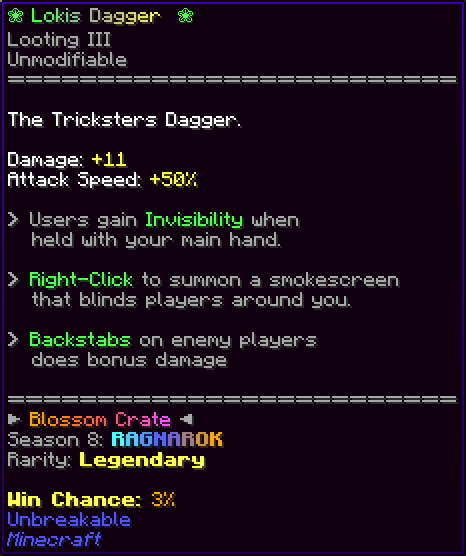 ❀ Lokis Dagger ❀
Looting III
Unmodifiable
================================
The Tricksters Dagger.
Damage: +11
Attack Speed: +50%
> Users gain Invisibility when
held with your main hand.
> Right-Click to summon a smokescreen
that blinds players around you.
> Backstabs on enemy players
does bonus damage
================================
► Blossom Crate ◄
Season 8: RAGNAROK
Rarity: Legendary
Win Chance: 3%
Unbreakable
Minecraft